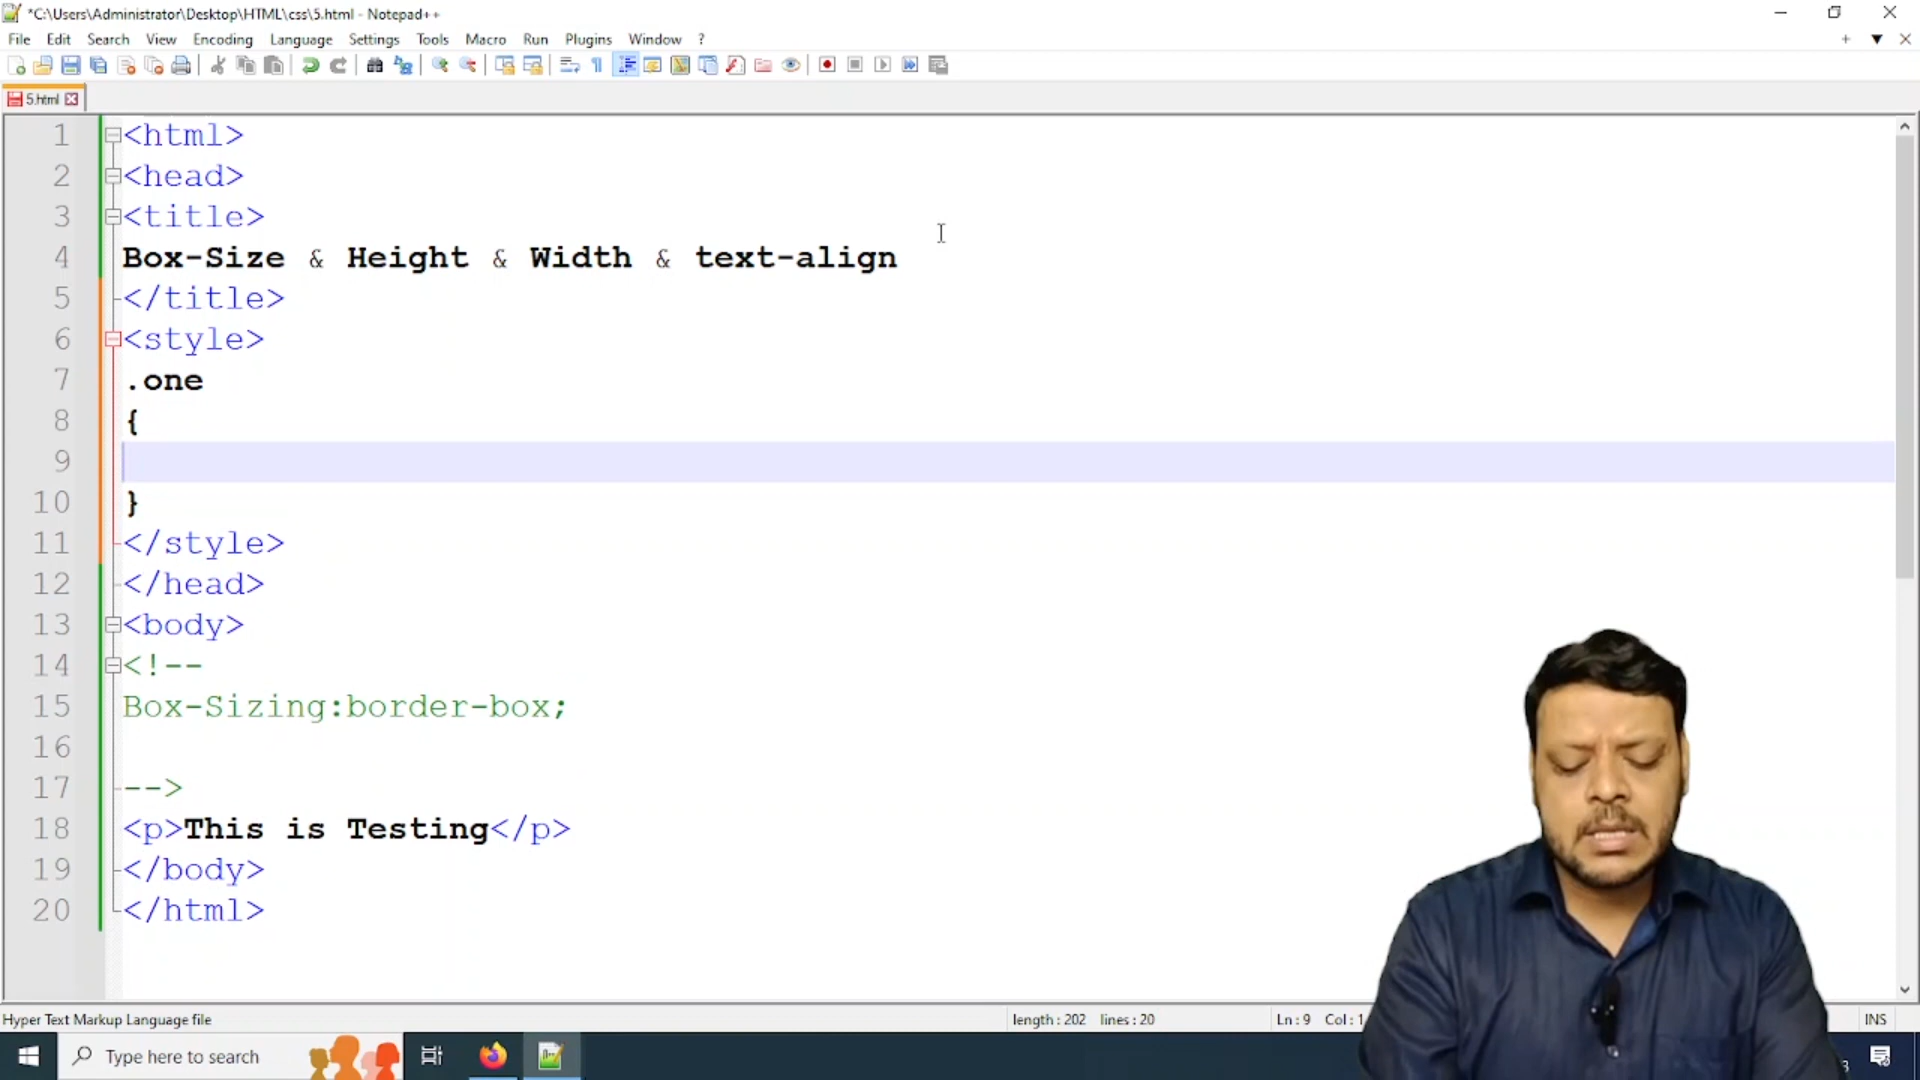 *C:\Users\Administrator\Desktop\HTML\css\5.html - Notepad++
File Edit Search View Encoding Language Settings Tools Macro Run Plugins Window ?
5.html
1 <html>
2 <head>
3 <title>
4 Box-Size & Height & Width & text-align
5 </title>
6 <style>
7 .one
8 {
9
10 }
11 </style>
12 </head>
13 <body>
14 <!--
15 Box-Sizing:border-box;
16
17 -->
18 <p>This is Testing</p>
19 </body>
20 </html>
Hyper Text Markup Language file length : 202 lines : 20 Ln : 9 Col : 1 INS
Type here to search